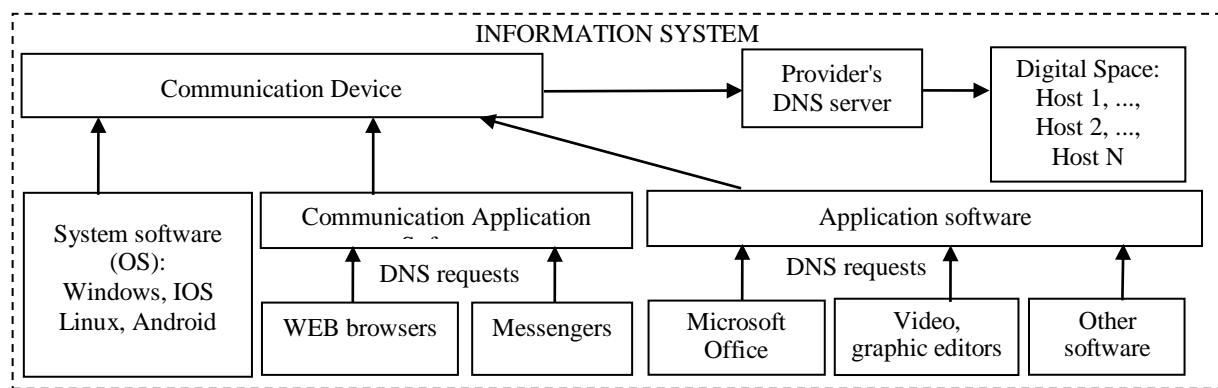 INFORMATION SYSTEM
Communication Device
Provider's
DNS server
Digital Space:
Host 1, ...,
Host 2, ...,
Host N
System software
(OS):
Windows, IOS
Linux, Android
Communication Application
Application software
DNS requests
DNS requests
WEB browsers
Messengers
Microsoft
Office
Video,
graphic editors
Other
software